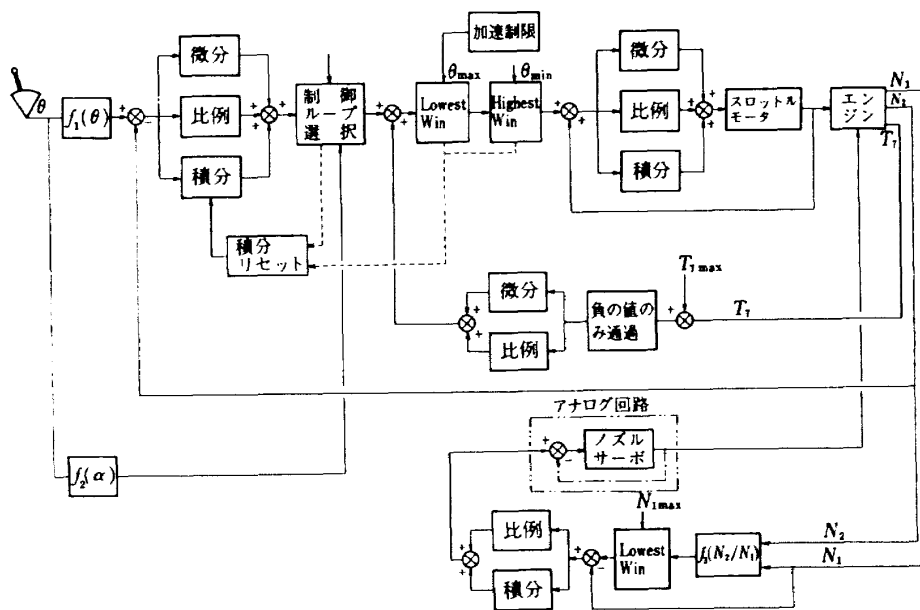 加速制限
微分
比例
積分
θ
f₁(θ)
+
−
+
+
+
制御
ループ
選択
積分
リセット
+
+
θmax
θmin
Lowest
Win
Highest
Win
+
−
微分
比例
積分
+
+
+
スロットル
モータ
エン
ジン
N₁
N₂
T₇
T₇max
微分
比例
+
+
負の値の
み通過
+
−
T₇
アナログ回路
+
−
ノズル
サーボ
f₂(α)
N₁max
比例
積分
+
+
+
−
Lowest
Win
f₃(N₂/N₁)
N₂
N₁